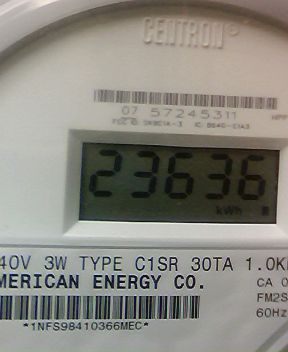 CENTRON®
07 57245311
23636
kWh
40V 3W TYPE C1SR 30TA 1.0K
MERICAN ENERGY CO.
CA 0
FM2S
60Hz
*1NFS98410366MEC*